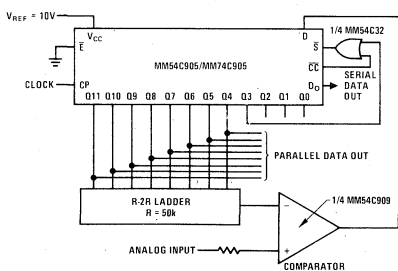 V_REF = 10V
V_CC
D
1/4 MM54C32
E̅
S̅
MM54C905/MM74C905
C̅C̅
CLOCK
CP
D_O
SERIAL
DATA
OUT
Q11 Q10 Q9 Q8 Q7 Q6 Q5 Q4 Q3 Q2 Q1 Q0
PARALLEL DATA OUT
R-2R LADDER
R = 50k
1/4 MM54C909
−
+
ANALOG INPUT
COMPARATOR